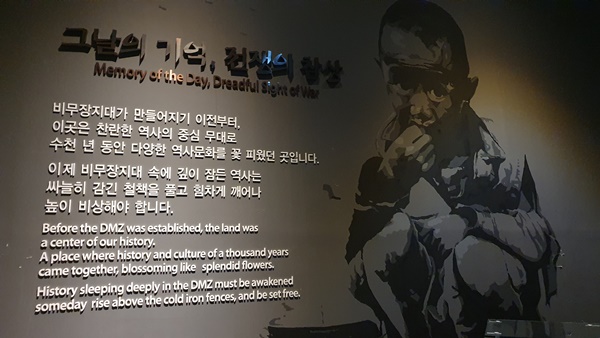 그날의 기억, 전쟁의 참상
Memory of the Day, Dreadful Sight of War
비무장지대가 만들어지기 이전부터,
이곳은 찬란한 역사의 중심 무대로
수천 년 동안 다양한 역사문화를 꽃 피웠던 곳입니다.
이제 비무장지대 속에 깊이 잠든 역사는
싸늘히 감긴 철책을 풀고 힘차게 깨어나
높이 비상해야 합니다.
Before the DMZ was established, the land was
a center of our history.
A place where history and culture of a thousand years
came together, blossoming like splendid flowers.
History sleeping deeply in the DMZ must be awakened
someday rise above the cold iron fences, and be set free.